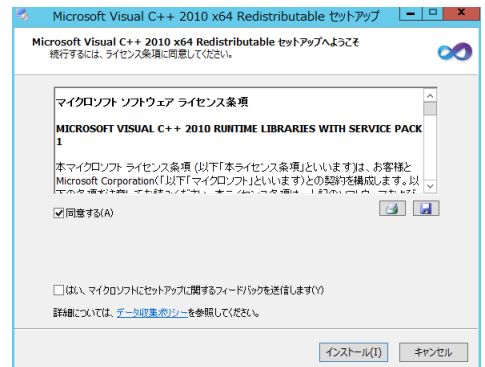 Microsoft Visual C++ 2010 x64 Redistributable セットアップ
Microsoft Visual C++ 2010 x64 Redistributable セットアップへようこそ
続行するには、ライセンス条項に同意してください。
マイクロソフト ソフトウェア ライセンス条項
MICROSOFT VISUAL C++ 2010 RUNTIME LIBRARIES WITH SERVICE PACK
1
本マイクロソフト ライセンス条項 (以下「本ライセンス条項」といいます)は、お客様と
Microsoft Corporation(「以下「マイクロソフト」といいます)との契約を構成します。以
同意する(A)
はい、マイクロソフトにセットアップに関するフィードバックを送信します(Y)
詳細については、データ収集ポリシーを参照してください。
インストール(I)
キャンセル